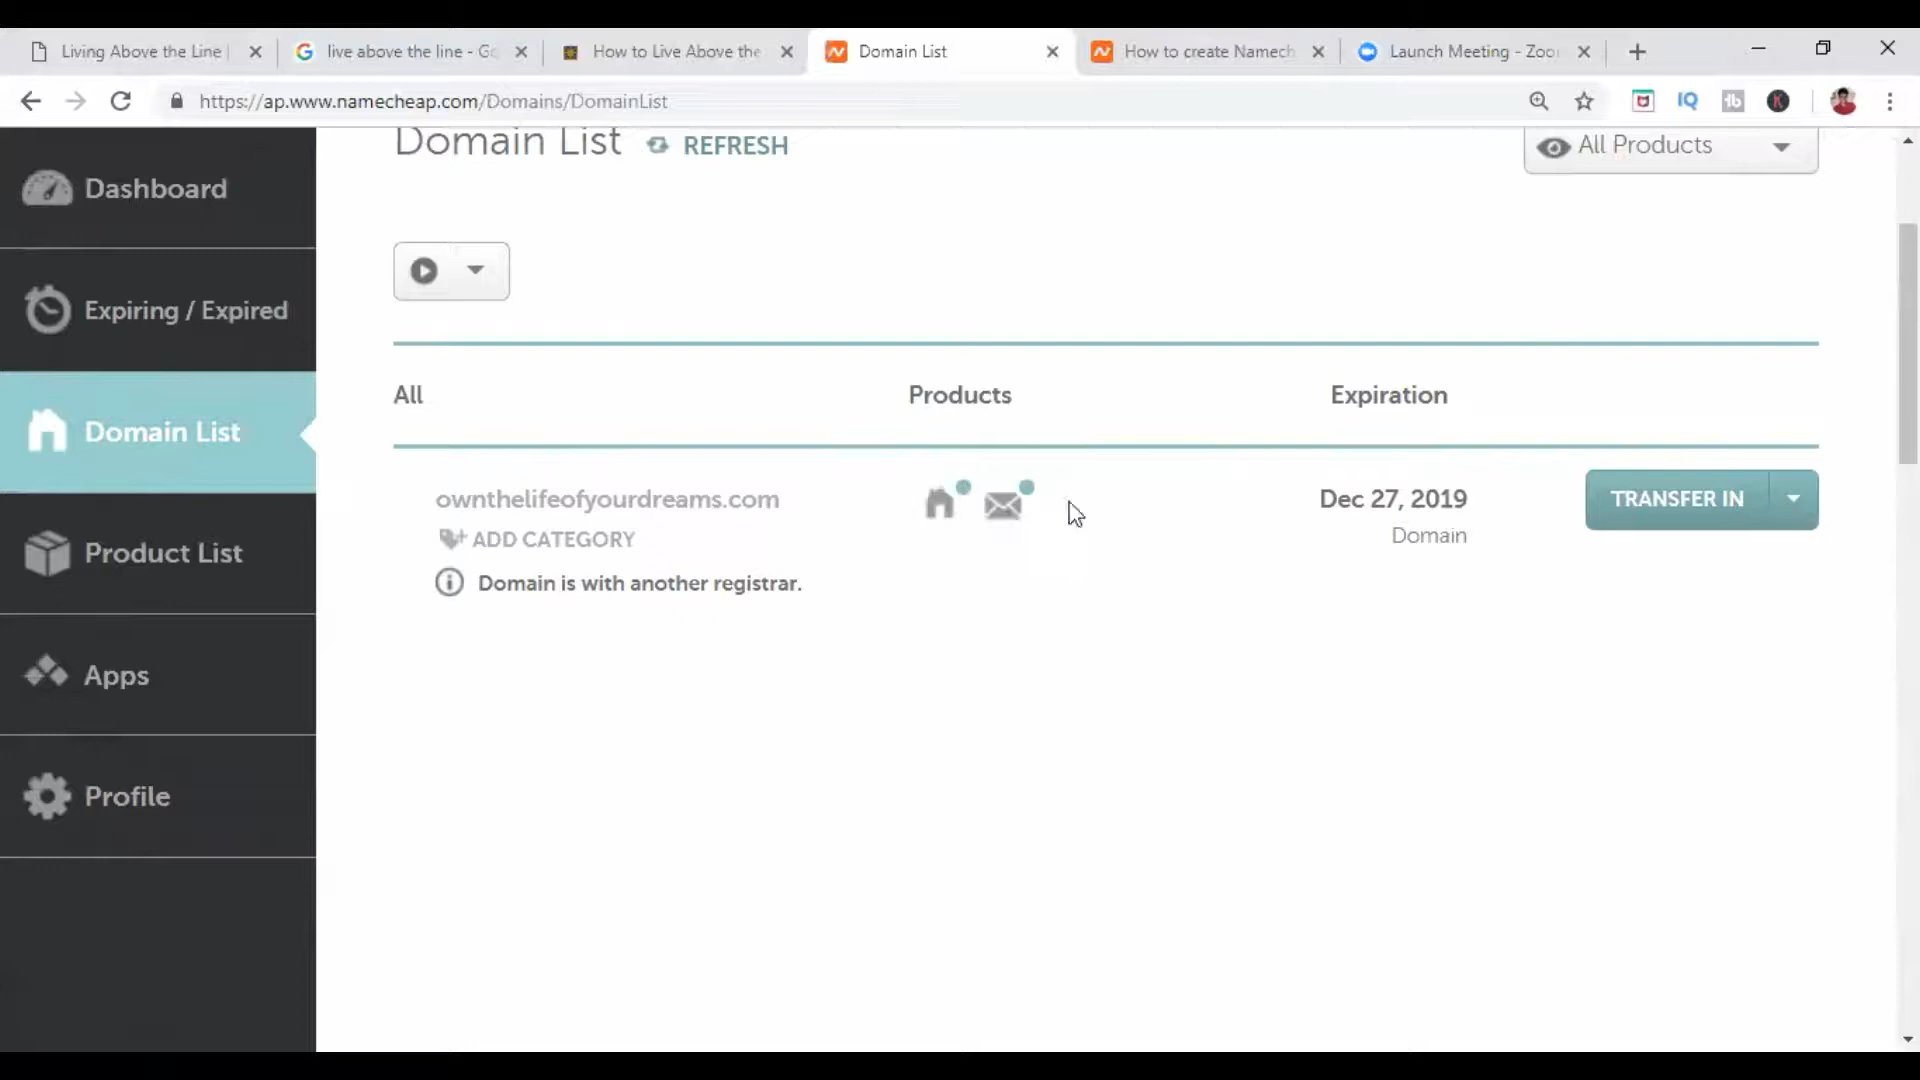 Living Above the Line |
live above the line - Go
How to Live Above the
Domain List
How to create Namech
Launch Meeting - Zoo
https://ap.www.namecheap.com/Domains/DomainList
IQ
tb
K
Domain List
REFRESH
All Products
Dashboard
Expiring / Expired
Domain List
Product List
Apps
Profile
All
Products
Expiration
ownthelifeofyourdreams.com
Dec 27, 2019
TRANSFER IN
ADD CATEGORY
Domain
Domain is with another registrar.